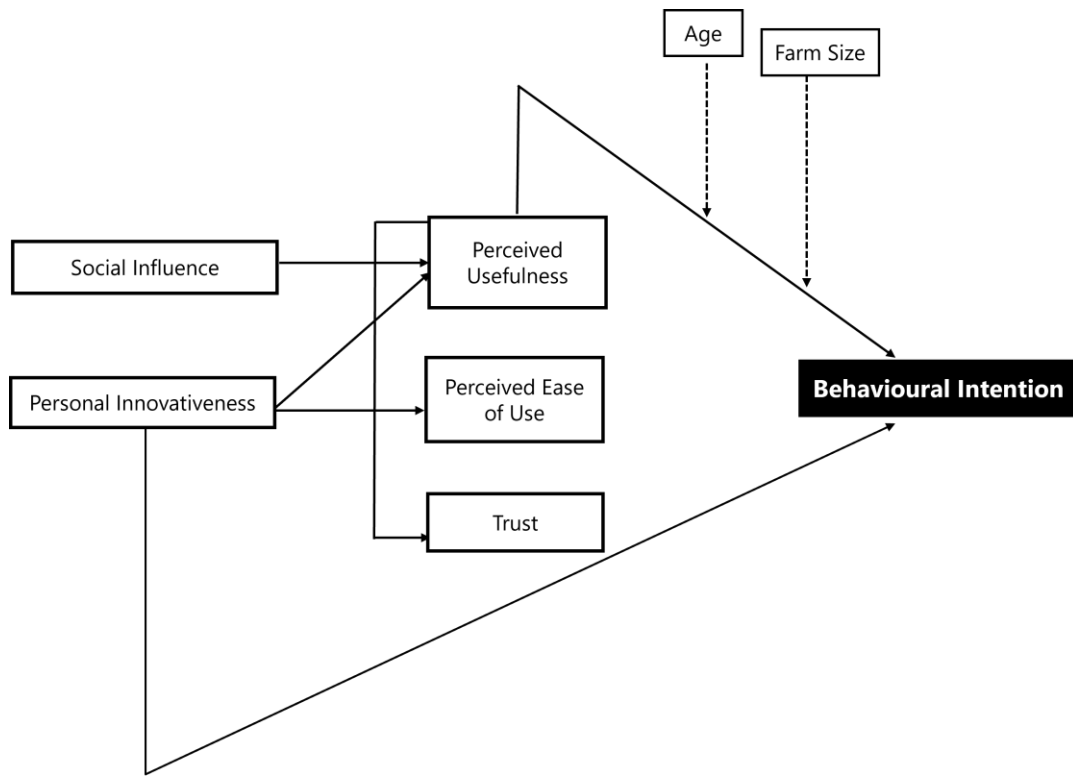 Age
Farm Size
Perceived
Usefulness
Social Influence
Personal Innovativeness
Perceived Ease
of Use
Behavioural Intention
Trust